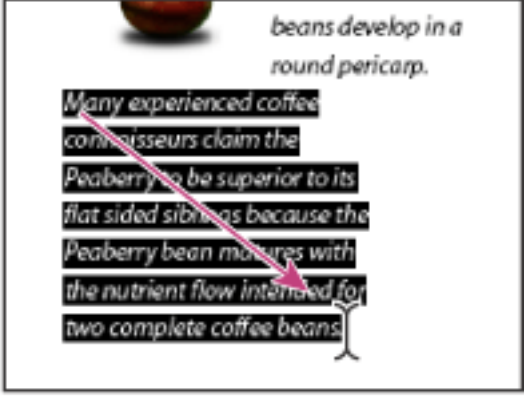 beans develop in a
round pericarp.
Many experienced coffee
connoisseurs claim the
Peaberry to be superior to its
flat sided siblings because the
Peaberry bean matures with
the nutrient flow intended for
two complete coffee beans.